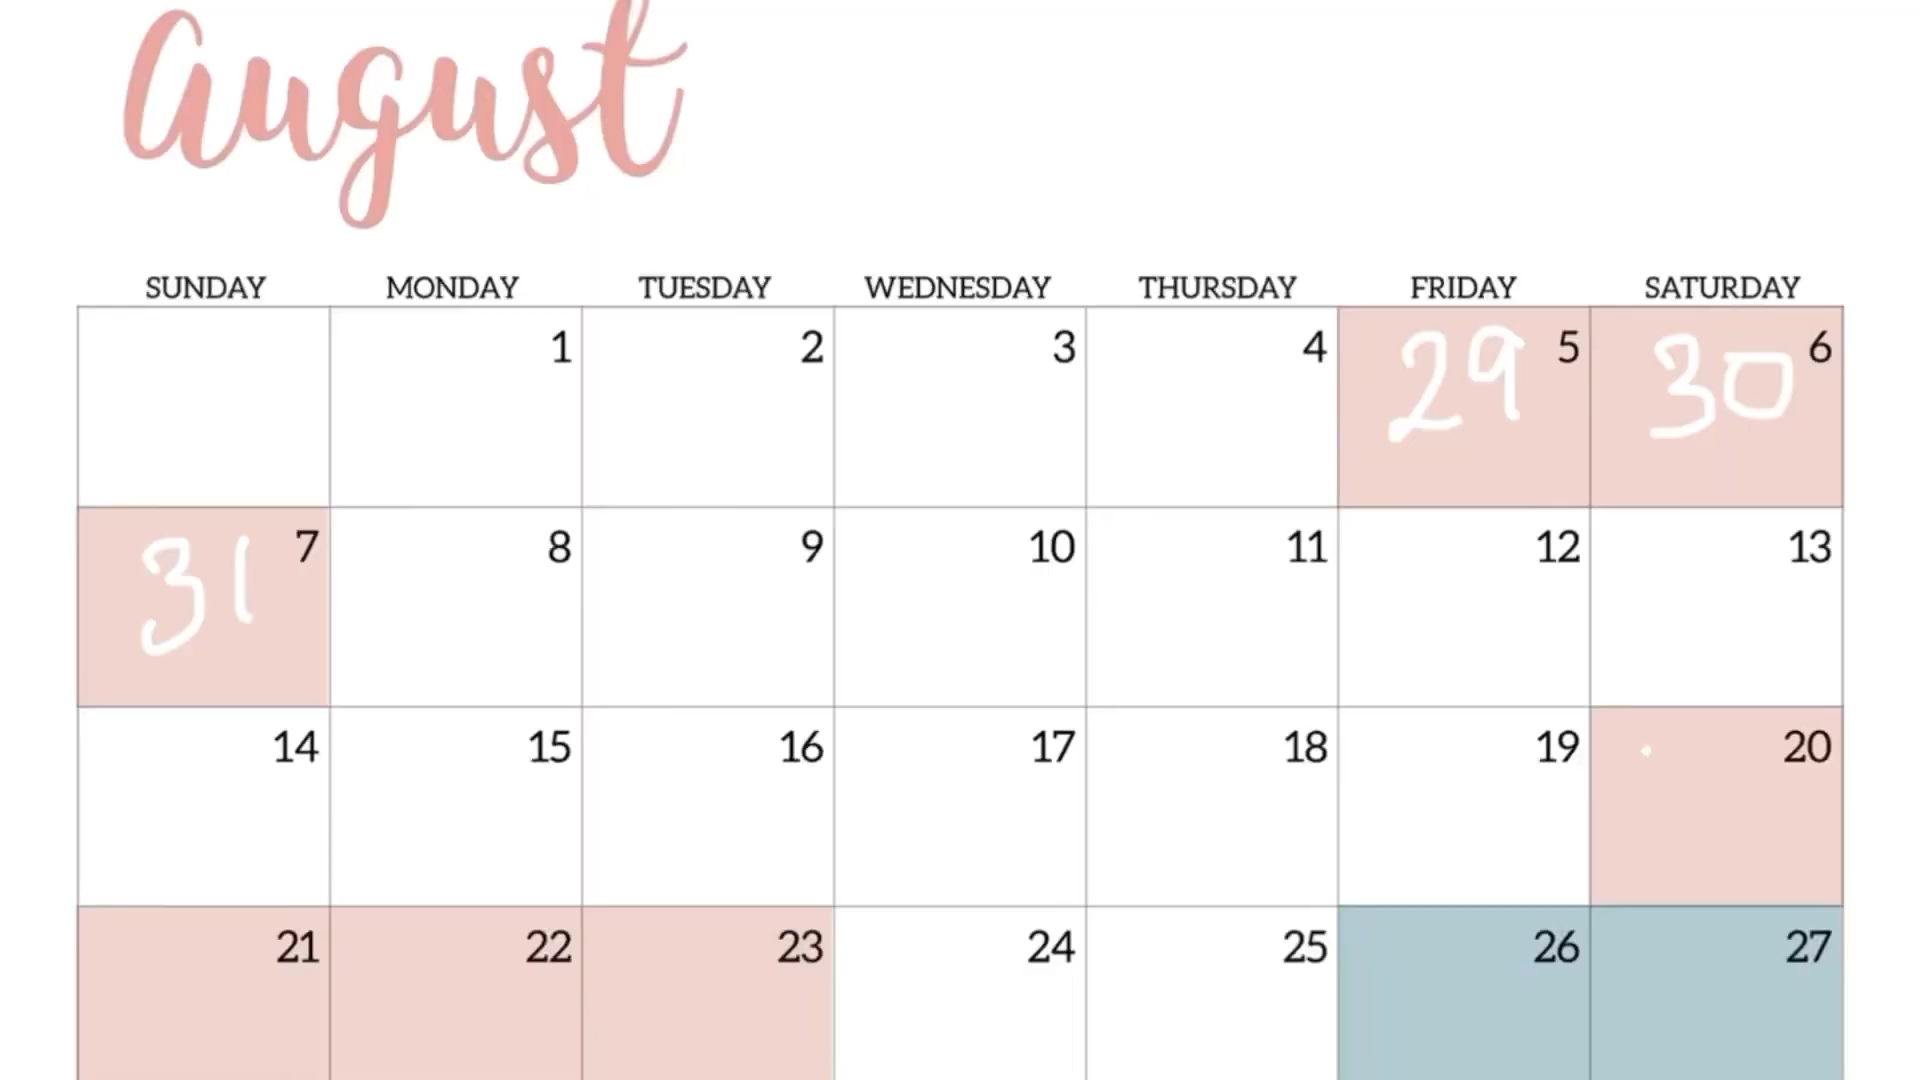 August
SUNDAY MONDAY TUESDAY WEDNESDAY THURSDAY FRIDAY SATURDAY
1 2 3 4 29 5 30 6
31 7 8 9 10 11 12 13
14 15 16 17 18 19 20
21 22 23 24 25 26 27